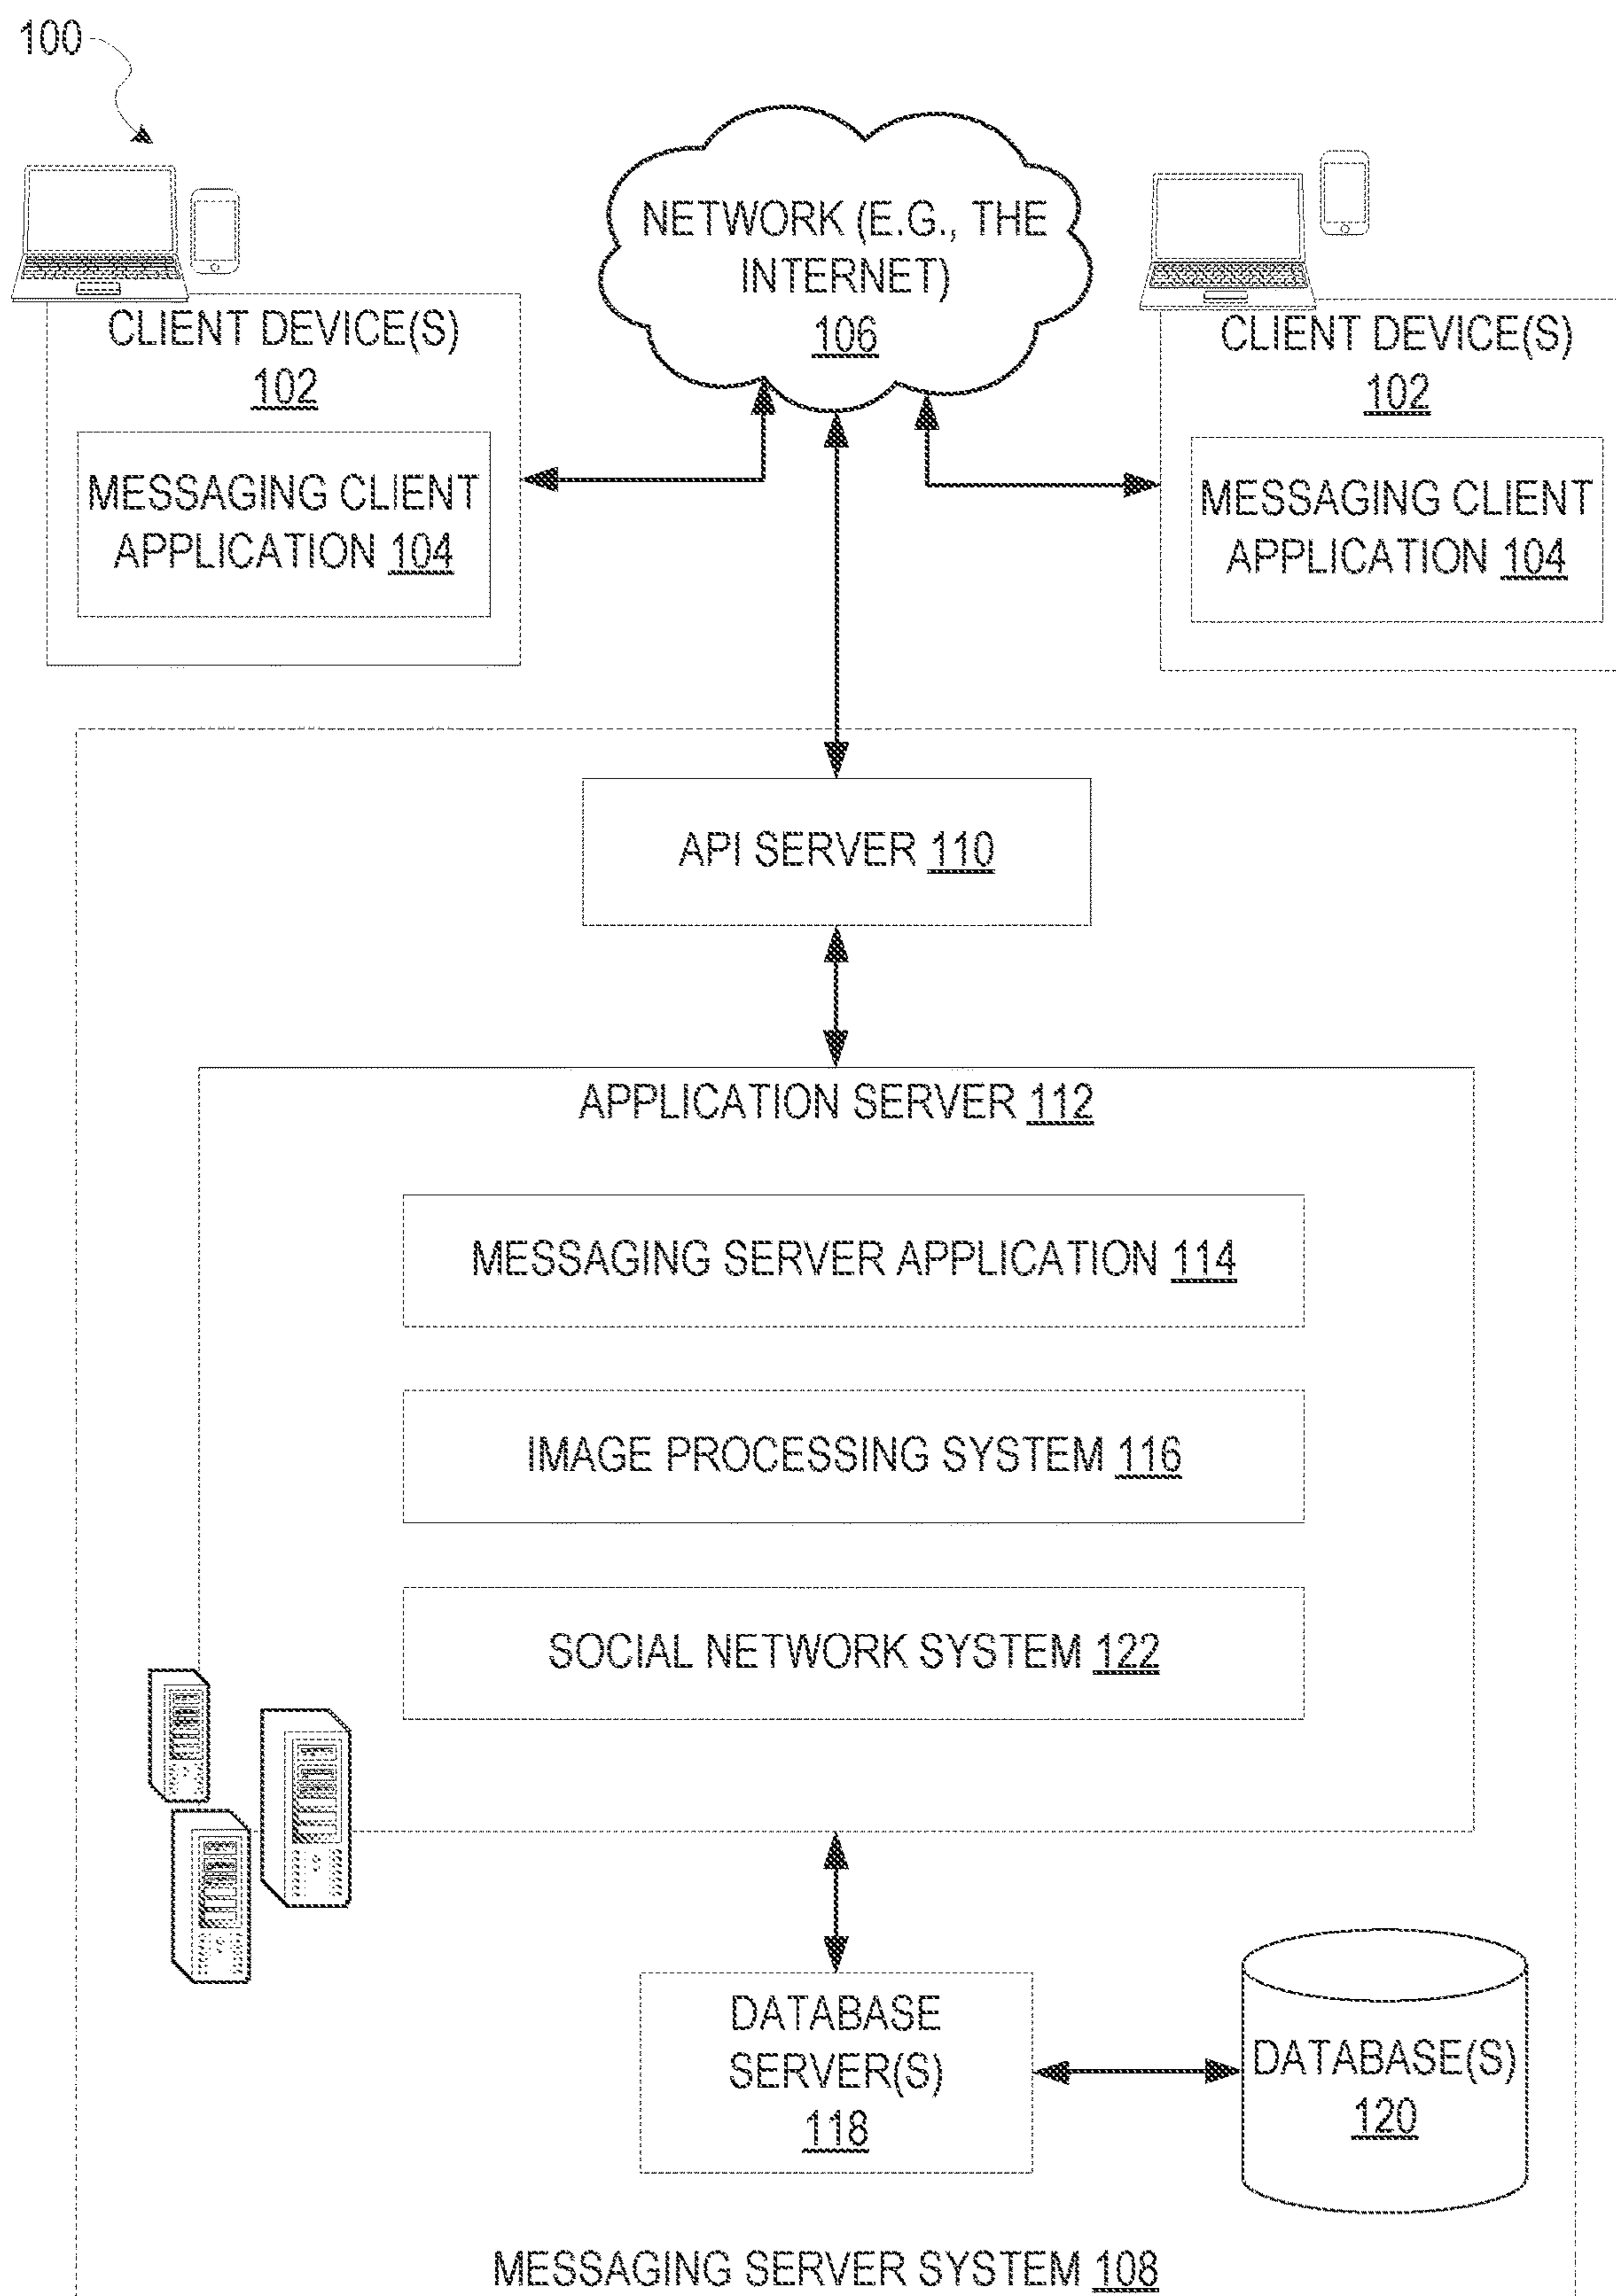 100
NETWORK (E.G., THE
INTERNET)
106
CLIENT DEVICE(S)
102
MESSAGING CLIENT
APPLICATION 104
CLIENT DEVICE(S)
102
MESSAGING CLIENT
APPLICATION 104
API SERVER 110
APPLICATION SERVER 112
MESSAGING SERVER APPLICATION 114
IMAGE PROCESSING SYSTEM 116
SOCIAL NETWORK SYSTEM 122
DATABASE
SERVER(S)
118
DATABASE(S)
120
MESSAGING SERVER SYSTEM 108